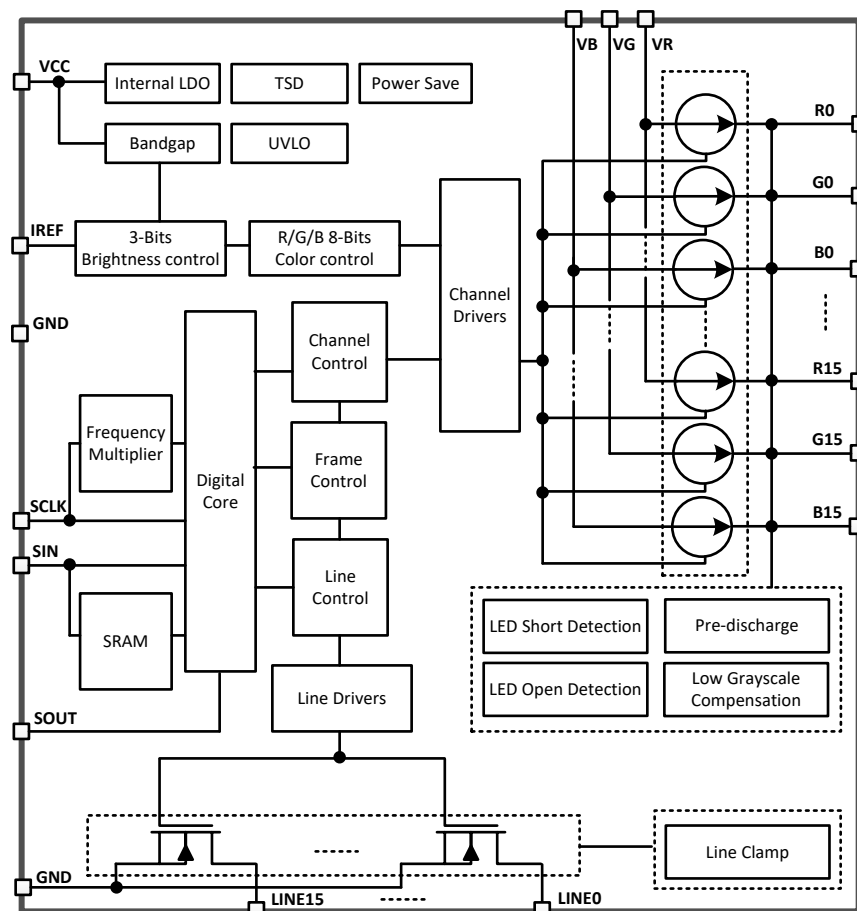 VB VG VR
VCC
Internal LDO
TSD
Power Save
Bandgap
UVLO
R0
G0
B0
R15
G15
B15
IREF
3-Bits
Brightness control
R/G/B 8-Bits
Color control
Channel
Drivers
GND
Channel
Control
Frequency
Multiplier
Digital
Core
Frame
Control
SCLK
SIN
Line
Control
SRAM
LED Short Detection
Pre-discharge
LED Open Detection
Low Grayscale
Compensation
Line Drivers
SOUT
Line Clamp
GND
LINE15
LINE0